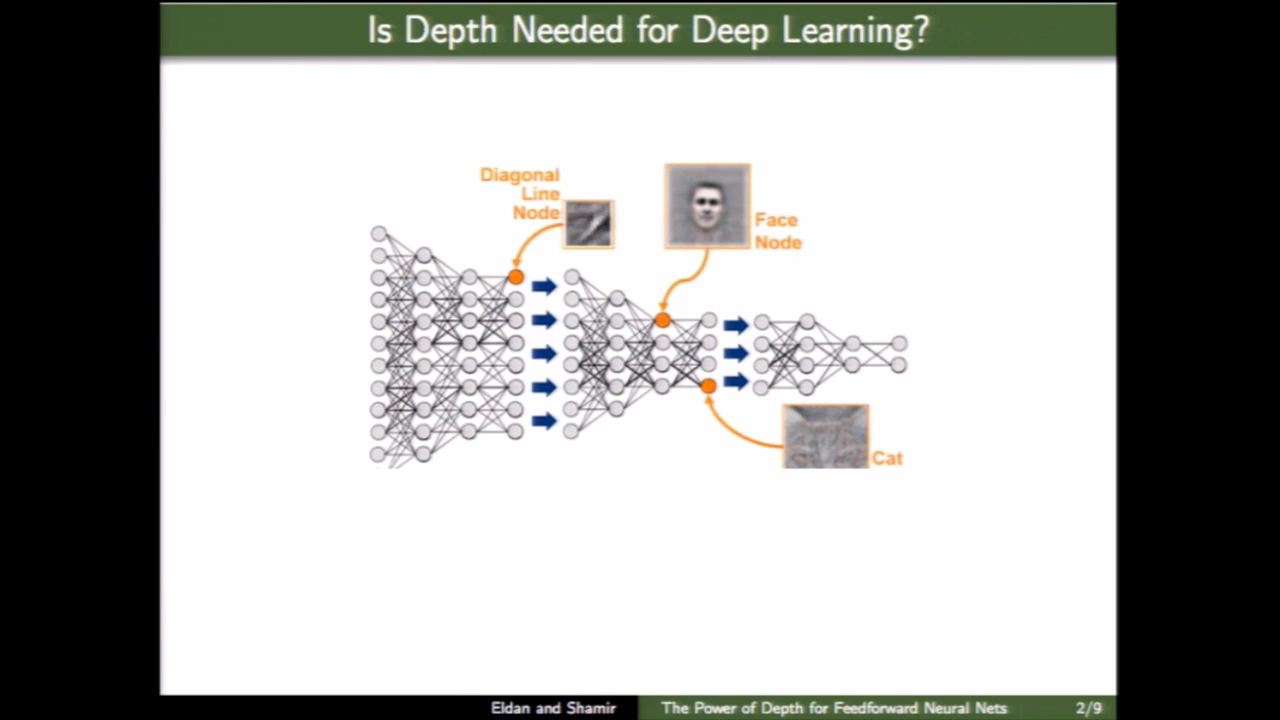 Is Depth Needed for Deep Learning?
Diagonal
Line
Node
Face
Node
Cat
Eldan and Shamir
The Power of Depth for Feedforward Neural Nets
2/9